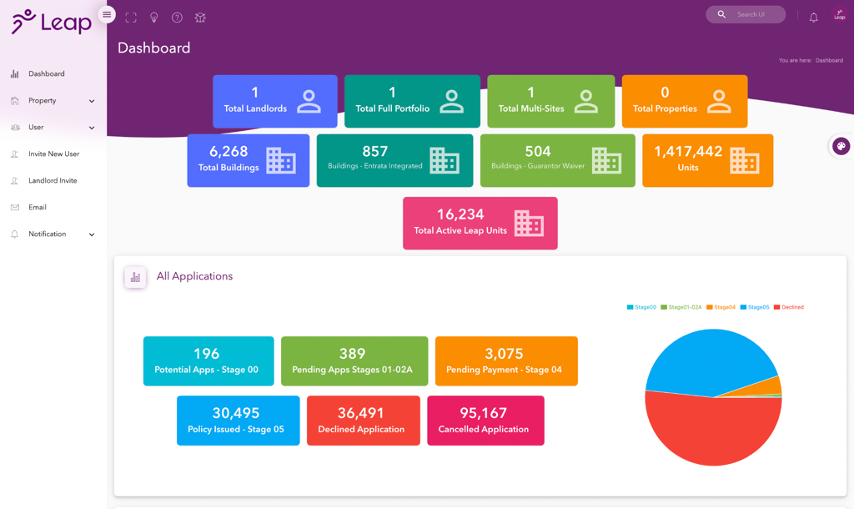 Leap
Search UI
Leap
Dashboard
You are here: Dashboard
Dashboard
Property
User
Invite New User
Landlord Invite
Email
Notification
1
Total Landlords
1
Total Full Portfolio
1
Total Multi-Sites
0
Total Properties
6,268
Total Buildings
857
Buildings - Entrata Integrated
504
Buildings - Guarantor Waiver
1,417,442
Units
16,234
Total Active Leap Units
All Applications
Stage00 Stage01-02A Stage04 Stage05 Declined
196
Potential Apps - Stage 00
389
Pending Apps Stages 01-02A
3,075
Pending Payment - Stage 04
30,495
Policy Issued - Stage 05
36,491
Declined Application
95,167
Cancelled Application